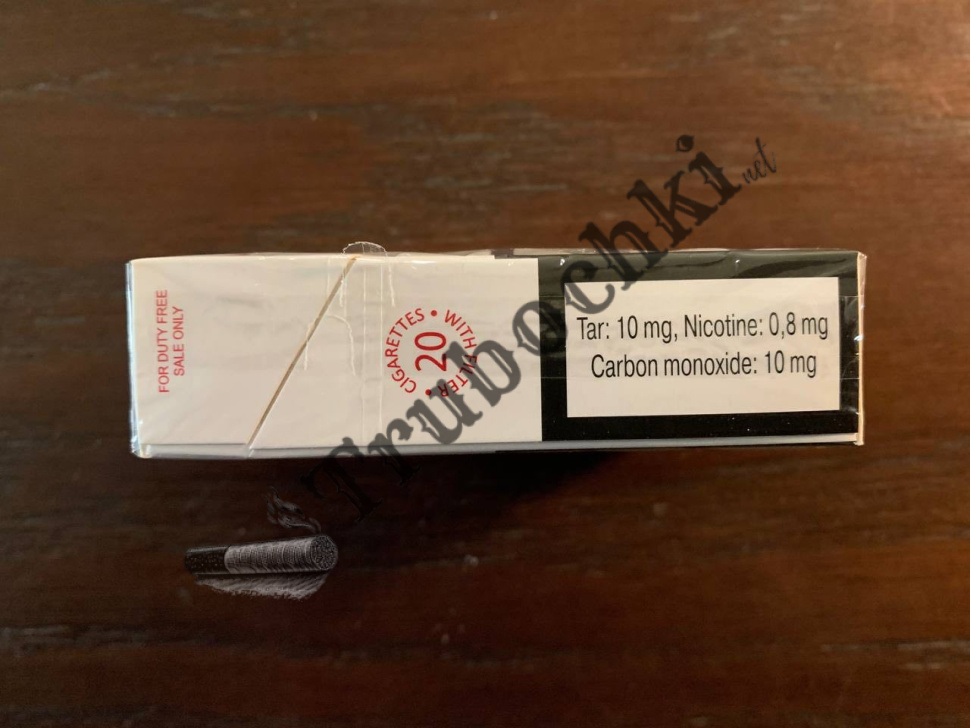 FOR DUTY FREE
SALE ONLY
CIGARETTES • WITH FILTER •
20
Tar: 10 mg, Nicotine: 0,8 mg
Carbon monoxide: 10 mg
Trubochki.net